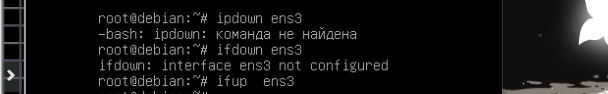 root@debian:~# ipdown ens3
-bash: ipdown: команда не найдена
root@debian:~# ifdown ens3
ifdown: interface ens3 not configured
root@debian:~# ifup  ens3